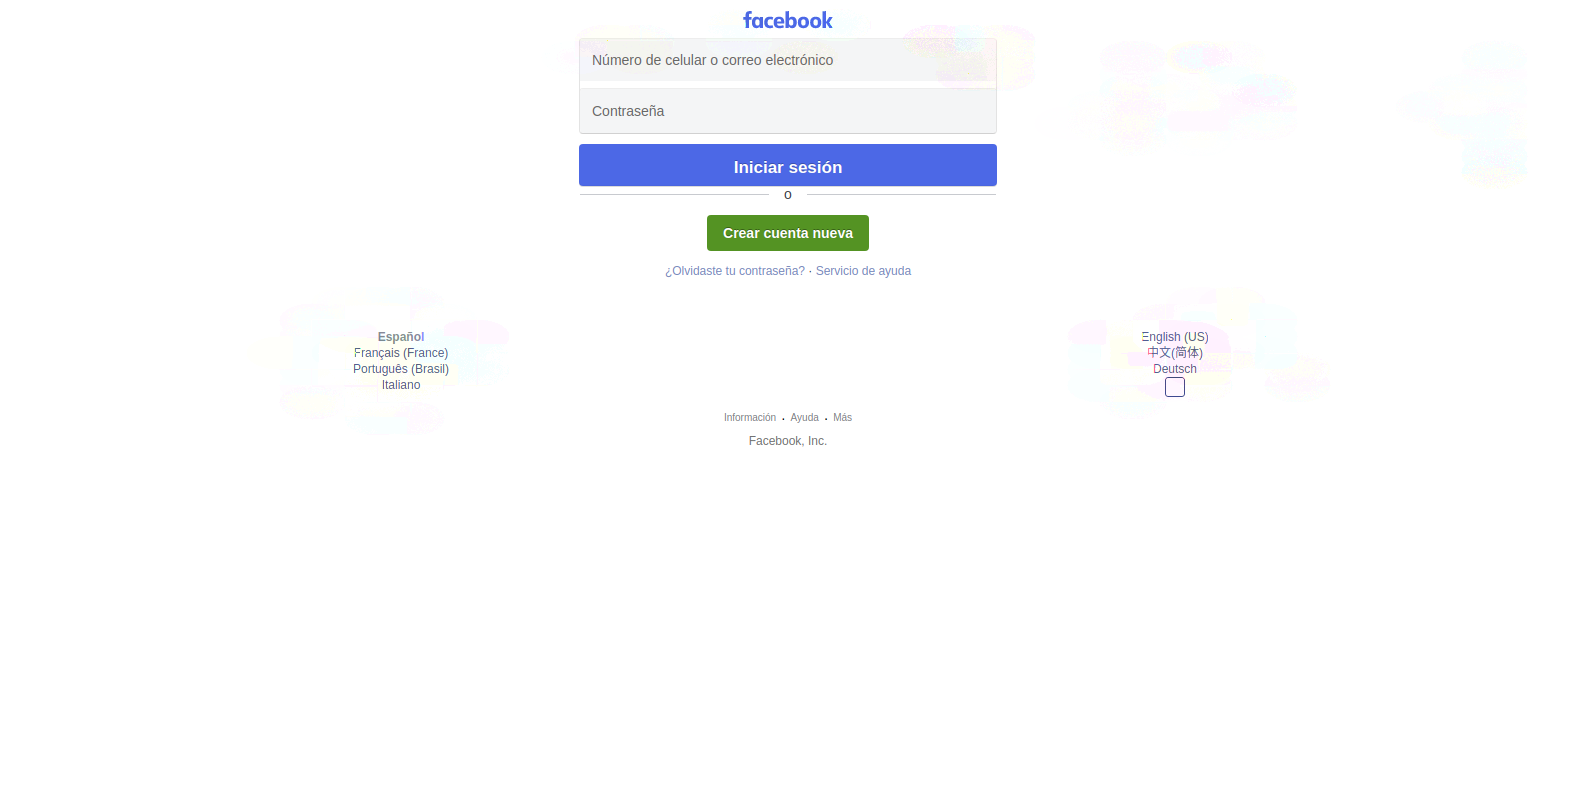 facebook
Número de celular o correo electrónico
Contraseña
Iniciar sesión
o
Crear cuenta nueva
¿Olvidaste tu contraseña? · Servicio de ayuda
Español
Français (France)
Português (Brasil)
Italiano
English (US)
中文(简体)
Deutsch
Información · Ayuda · Más
Facebook, Inc.